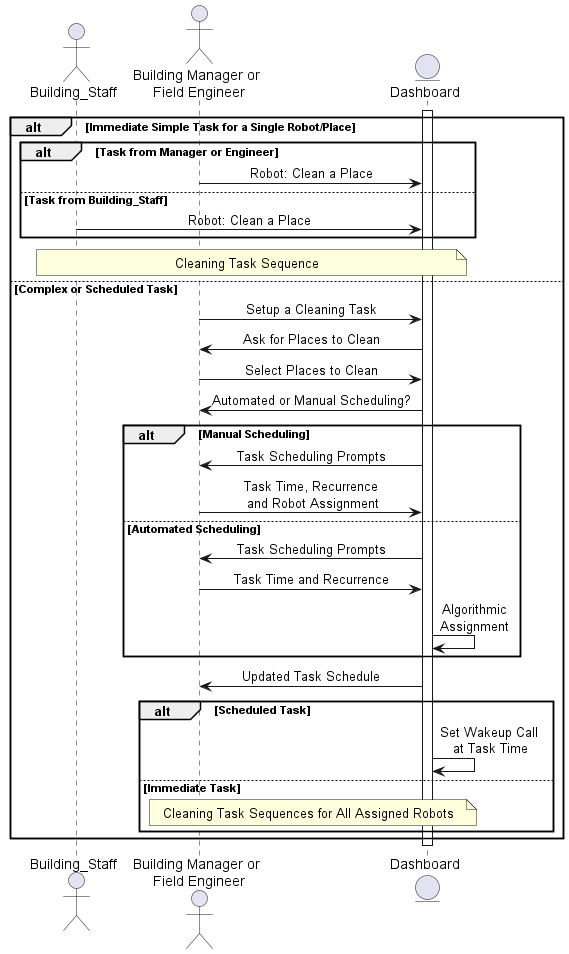 Building_Staff
Building Manager or
Field Engineer
Dashboard
alt [Immediate Simple Task for a Single Robot/Place]
alt [Task from Manager or Engineer]
Robot: Clean a Place
[Task from Building_Staff]
Robot: Clean a Place
Cleaning Task Sequence
[Complex or Scheduled Task]
Setup a Cleaning Task
Ask for Places to Clean
Select Places to Clean
Automated or Manual Scheduling?
alt [Manual Scheduling]
Task Scheduling Prompts
Task Time, Recurrence
and Robot Assignment
[Automated Scheduling]
Task Scheduling Prompts
Task Time and Recurrence
Algorithmic
Assignment
Updated Task Schedule
alt [Scheduled Task]
Set Wakeup Call
at Task Time
[Immediate Task]
Cleaning Task Sequences for All Assigned Robots
Building_Staff
Building Manager or
Field Engineer
Dashboard